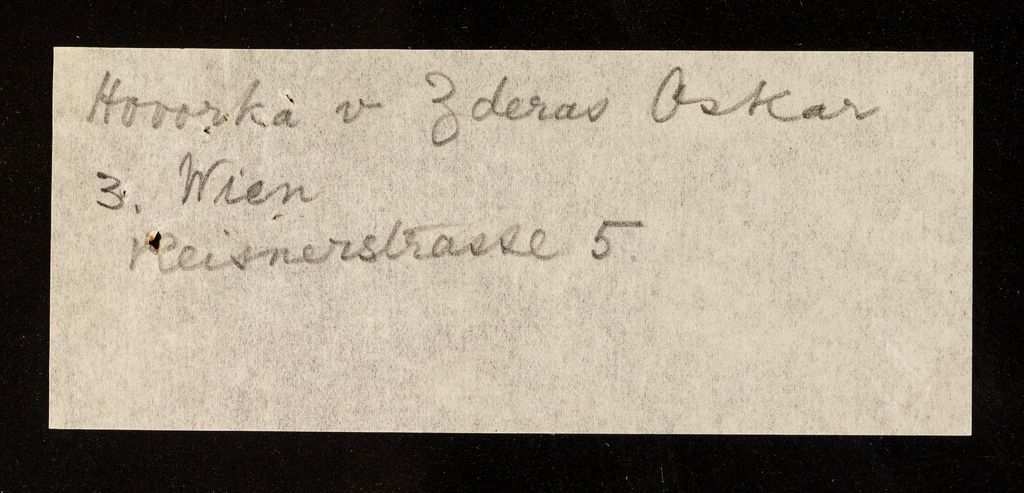 Hovorka v Zderas Oskar
3. Wien
Reisnerstrasse 5.